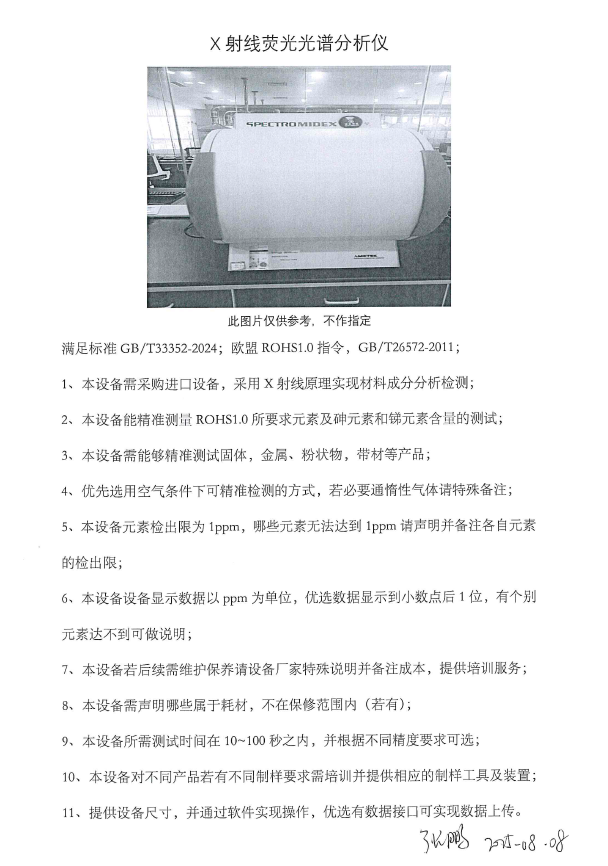 X 射线荧光光谱分析仪
SPECTROMIDEX
AMETEK
此图片仅供参考，不作指定
满足标准 GB/T33352-2024；欧盟 ROHS1.0 指令，GB/T26572-2011；
1、本设备需采购进口设备，采用 X 射线原理实现材料成分分析检测；
2、本设备能精准测量 ROHS1.0 所要求元素及砷元素和锑元素含量的测试；
3、本设备需能够精准测试固体，金属、粉状物，带材等产品；
4、优先选用空气条件下可精准检测的方式，若必要通惰性气体请特殊备注；
5、本设备元素检出限为 1ppm，哪些元素无法达到 1ppm 请声明并备注各自元素
的检出限；
6、本设备设备显示数据以 ppm 为单位，优选数据显示到小数点后 1 位，有个别
元素达不到可做说明；
7、本设备若后续需维护保养请设备厂家特殊说明并备注成本，提供培训服务；
8、本设备需声明哪些属于耗材，不在保修范围内（若有）；
9、本设备所需测试时间在 10~100 秒之内，并根据不同精度要求可选；
10、本设备对不同产品若有不同制样要求需培训并提供相应的制样工具及装置；
11、提供设备尺寸，并通过软件实现操作，优选有数据接口可实现数据上传。
2025-08.08